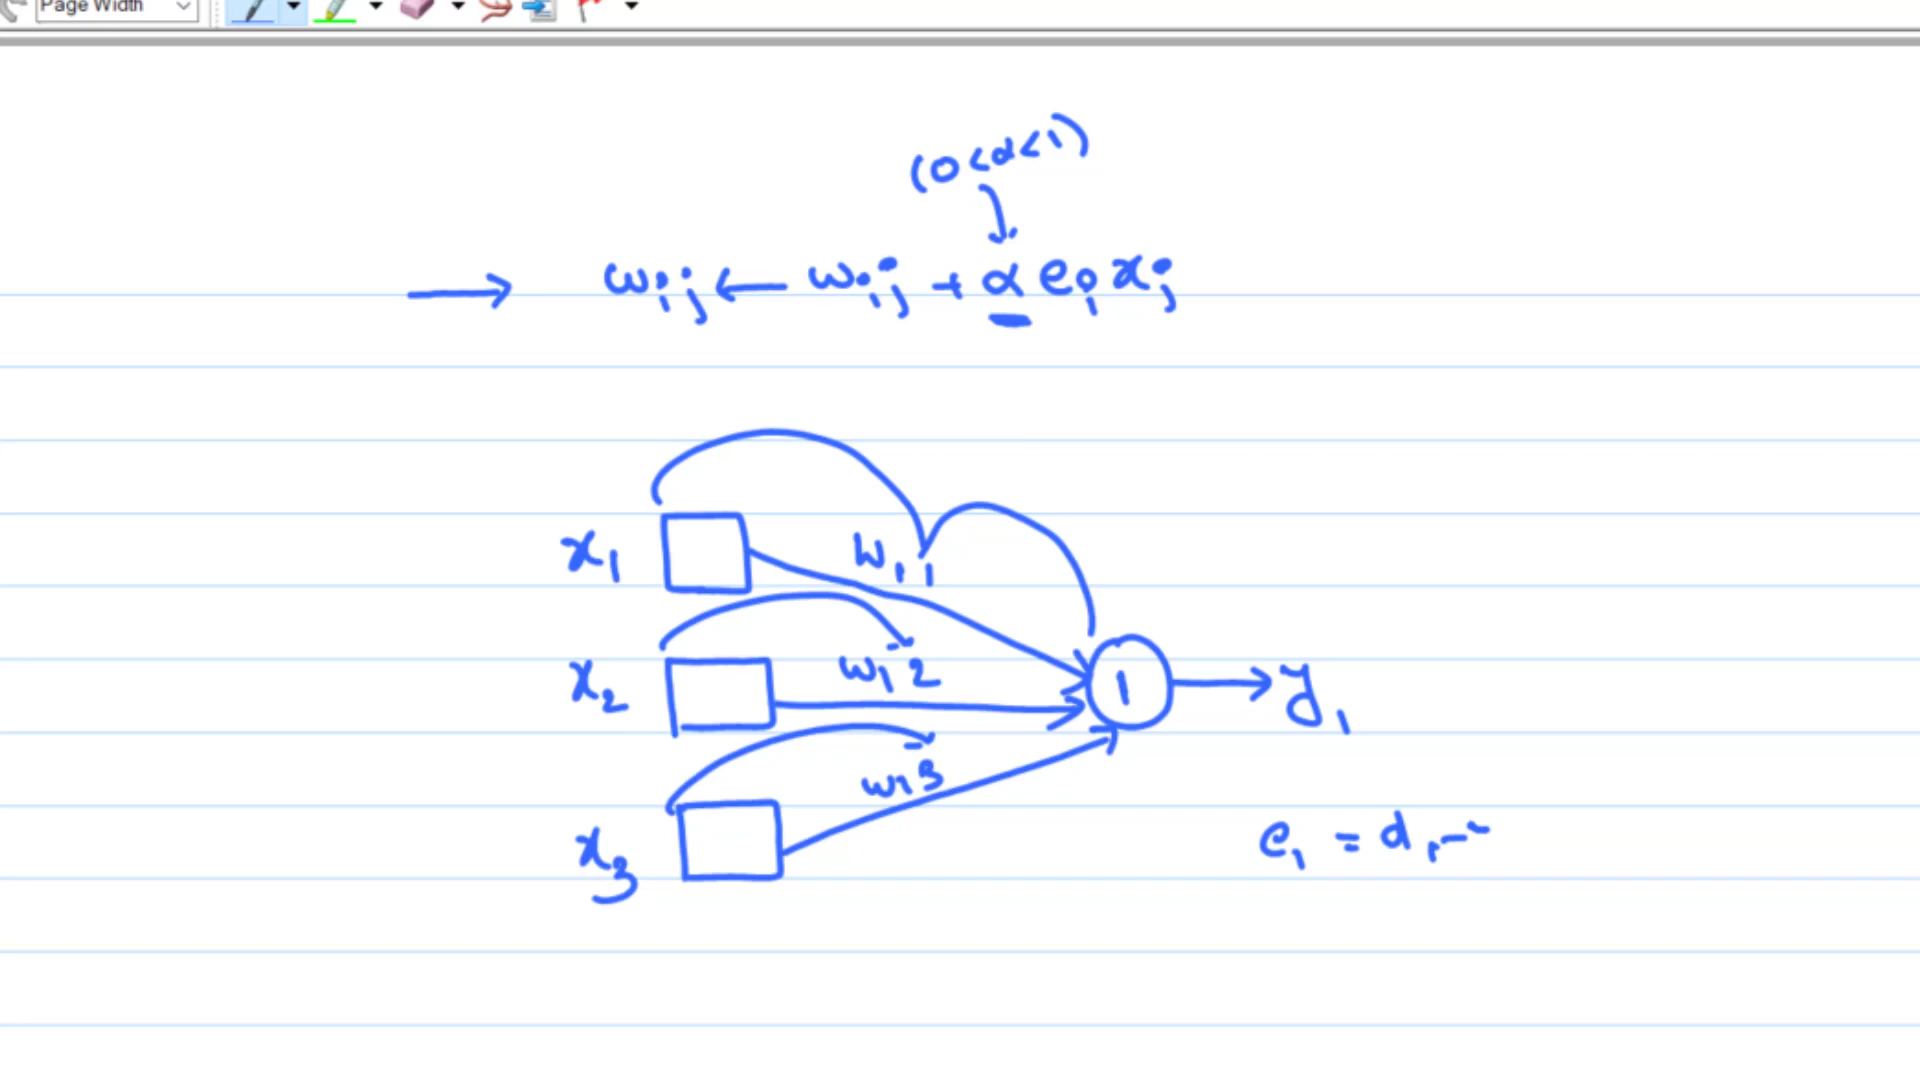 Page Width
(0<α<1)
→ wij ← wij + α ei xj
x1 w11
x2 w12 1 → y1
w13
x3
e1 = d1 -